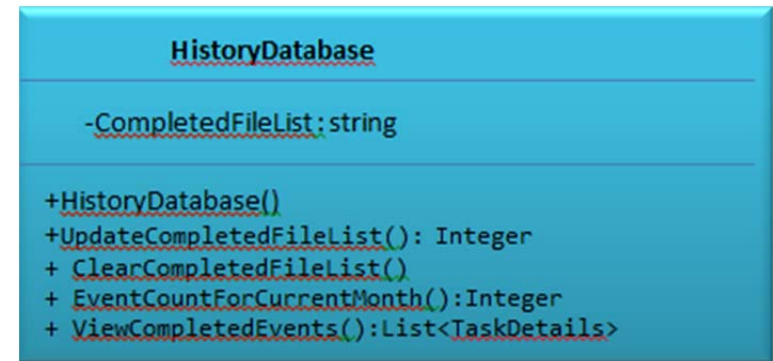 HistoryDatabase
-CompletedFileList:string
+HistoryDatabase()
+UpdateCompletedFileList(): Integer
+ ClearCompletedFileList()
+ EventCountForCurrentMonth():Integer
+ ViewCompletedEvents():List<TaskDetails>